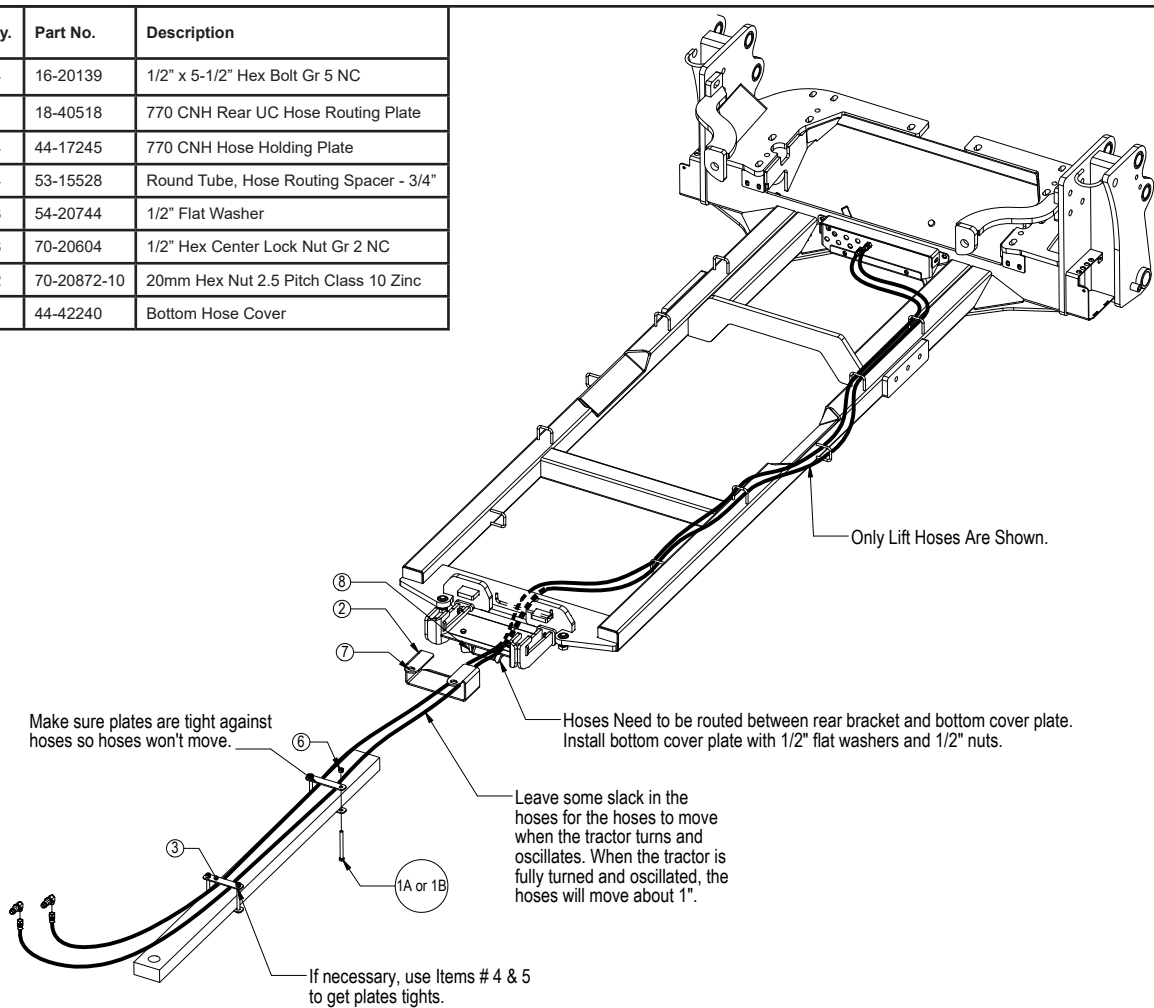 y. Part No. Description
16-20139 1/2” x 5-1/2” Hex Bolt Gr 5 NC
18-40518 770 CNH Rear UC Hose Routing Plate
44-17245 770 CNH Hose Holding Plate
53-15528 Round Tube, Hose Routing Spacer - 3/4”
54-20744 1/2” Flat Washer
70-20604 1/2” Hex Center Lock Nut Gr 2 NC
70-20872-10 20mm Hex Nut 2.5 Pitch Class 10 Zinc
44-42240 Bottom Hose Cover
Only Lift Hoses Are Shown.
8
2
7
Hoses Need to be routed between rear bracket and bottom cover plate.
Install bottom cover plate with 1/2" flat washers and 1/2" nuts.
Make sure plates are tight against
hoses so hoses won't move.
6
Leave some slack in the
hoses for the hoses to move
when the tractor turns and
oscillates. When the tractor is
fully turned and oscillated, the
hoses will move about 1".
3
1A or 1B
If necessary, use Items # 4 & 5
to get plates tights.